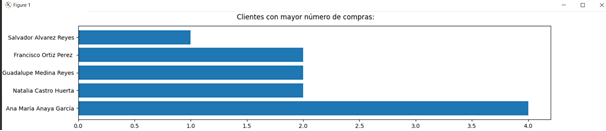 Figure 1
Clientes con mayor número de compras:
Salvador Alvarez Reyes
Francisco Ortiz Perez
Guadalupe Medina Reyes
Natalia Castro Huerta
Ana María Anaya García
0.0 0.5 1.0 1.5 2.0 2.5 3.0 3.5 4.0